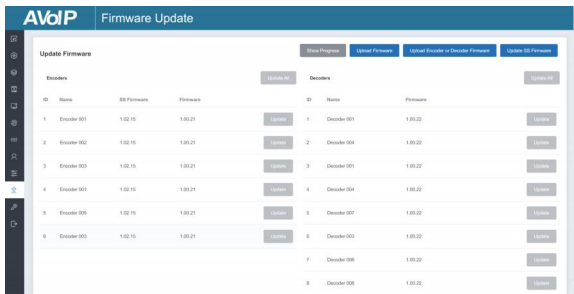 AVoIP Firmware Update
Update Firmware Show Progress Upload Firmware Upload Encoder or Decoder Firmware Update SS Firmware
Encoders Update All Decoders Update All
ID Name SS Firmware Firmware ID Name Firmware
1 Encoder 001 1.02.15 1.00.21 Update 1 Decoder 001 1.00.22 Update
2 Encoder 002 1.02.15 1.00.21 Update 2 Decoder 004 1.00.22 Update
3 Encoder 003 1.02.15 1.00.21 Update 3 Decoder 001 1.00.22 Update
4 Encoder 001 1.02.15 1.00.21 Update 4 Decoder 004 1.00.22 Update
5 Encoder 005 1.02.15 1.00.21 Update 5 Decoder 007 1.00.22 Update
6 Encoder 003 1.02.15 1.00.21 Update 6 Decoder 003 1.00.22 Update
7 Decoder 006 1.00.22 Update
8 Decoder 008 1.00.22 Update